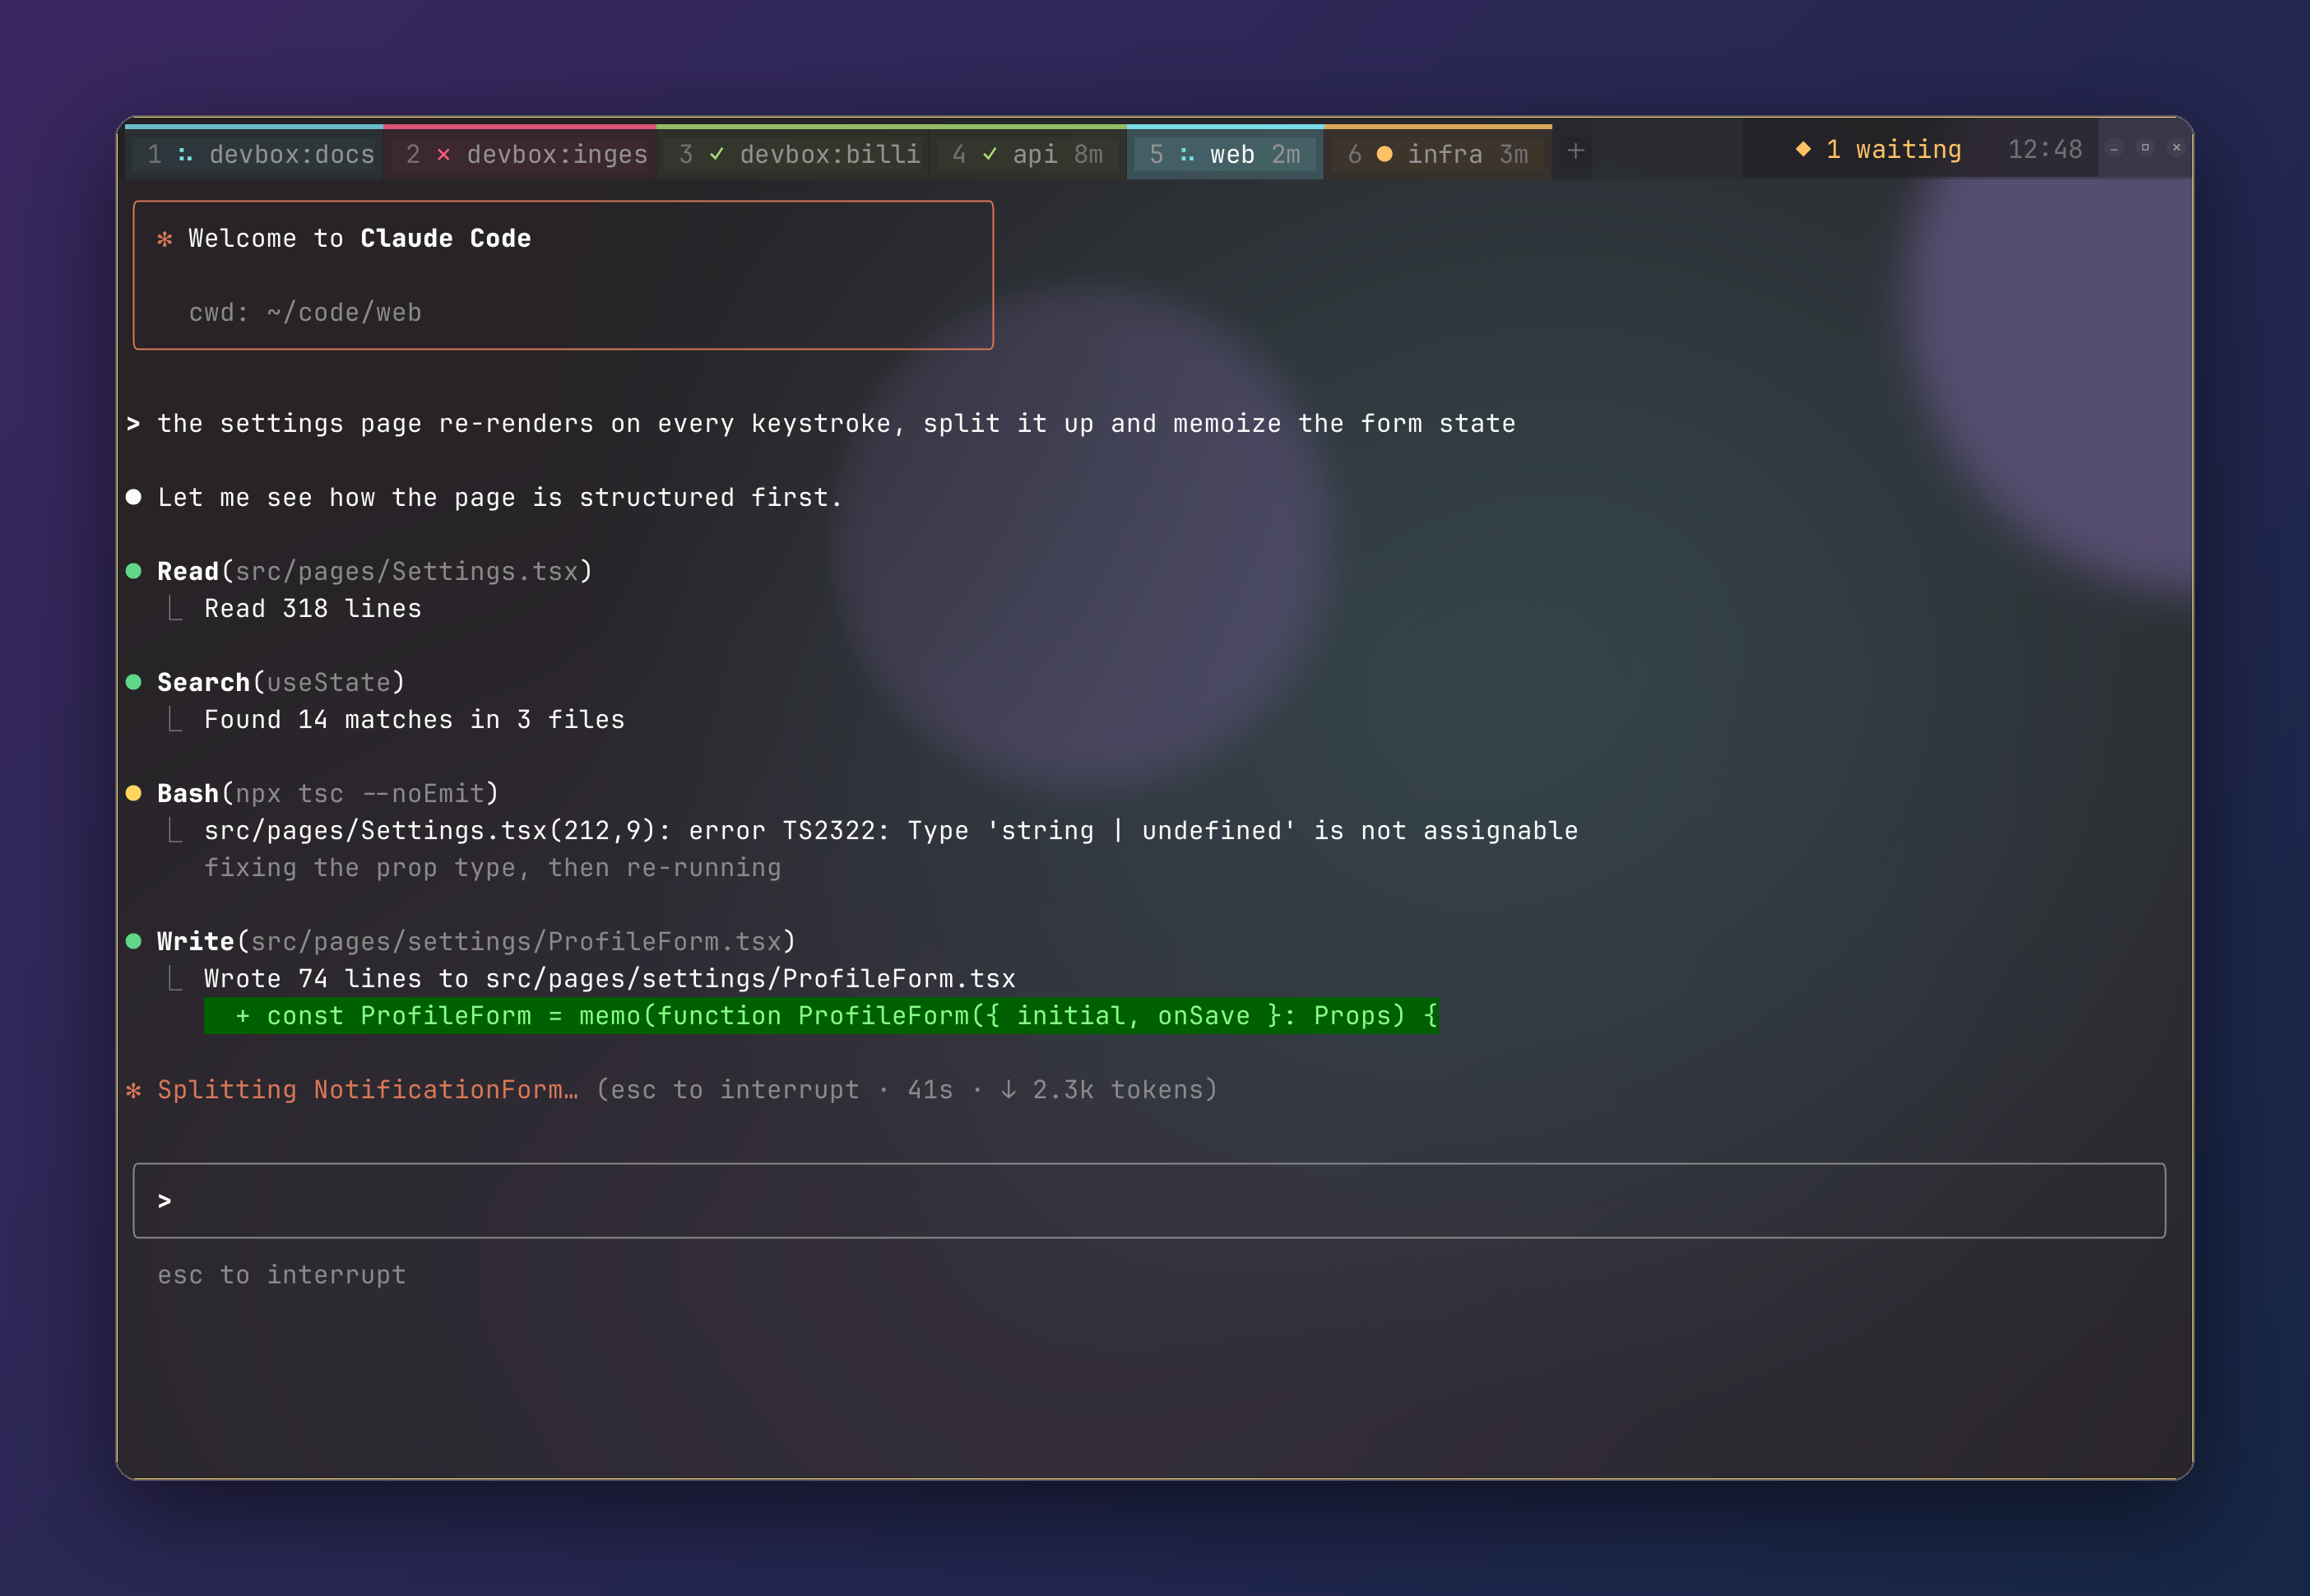 1 ⠦ devbox:docs 2 ✕ devbox:inges 3 ✓ devbox:billi 4 ✓ api 8m 5 ⠦ web 2m 6 ● infra 3m + ◆ 1 waiting 12:48
✻ Welcome to Claude Code
cwd: ~/code/web
> the settings page re-renders on every keystroke, split it up and memoize the form state
● Let me see how the page is structured first.
● Read(src/pages/Settings.tsx)
⎿ Read 318 lines
● Search(useState)
⎿ Found 14 matches in 3 files
● Bash(npx tsc --noEmit)
⎿ src/pages/Settings.tsx(212,9): error TS2322: Type 'string | undefined' is not assignable
fixing the prop type, then re-running
● Write(src/pages/settings/ProfileForm.tsx)
⎿ Wrote 74 lines to src/pages/settings/ProfileForm.tsx
+ const ProfileForm = memo(function ProfileForm({ initial, onSave }: Props) {
✻ Splitting NotificationForm… (esc to interrupt · 41s · ↓ 2.3k tokens)
>
esc to interrupt